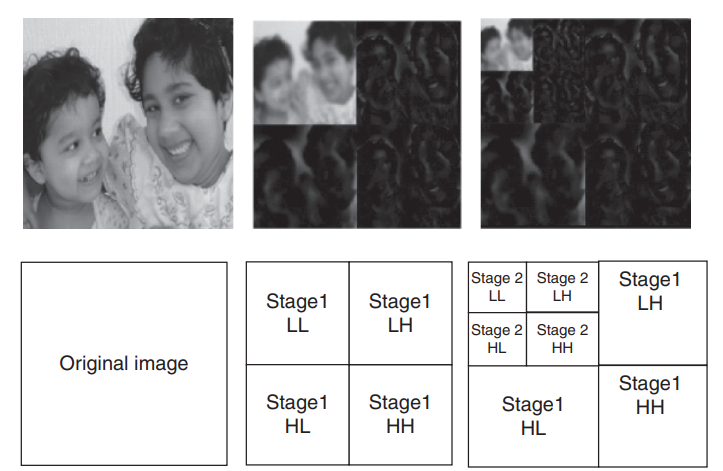 Original image
Stage1
LL
Stage1
LH
Stage1
HL
Stage1
HH
Stage 2
LL
Stage 2
LH
Stage 2
HL
Stage 2
HH
Stage1
LH
Stage1
HL
Stage1
HH